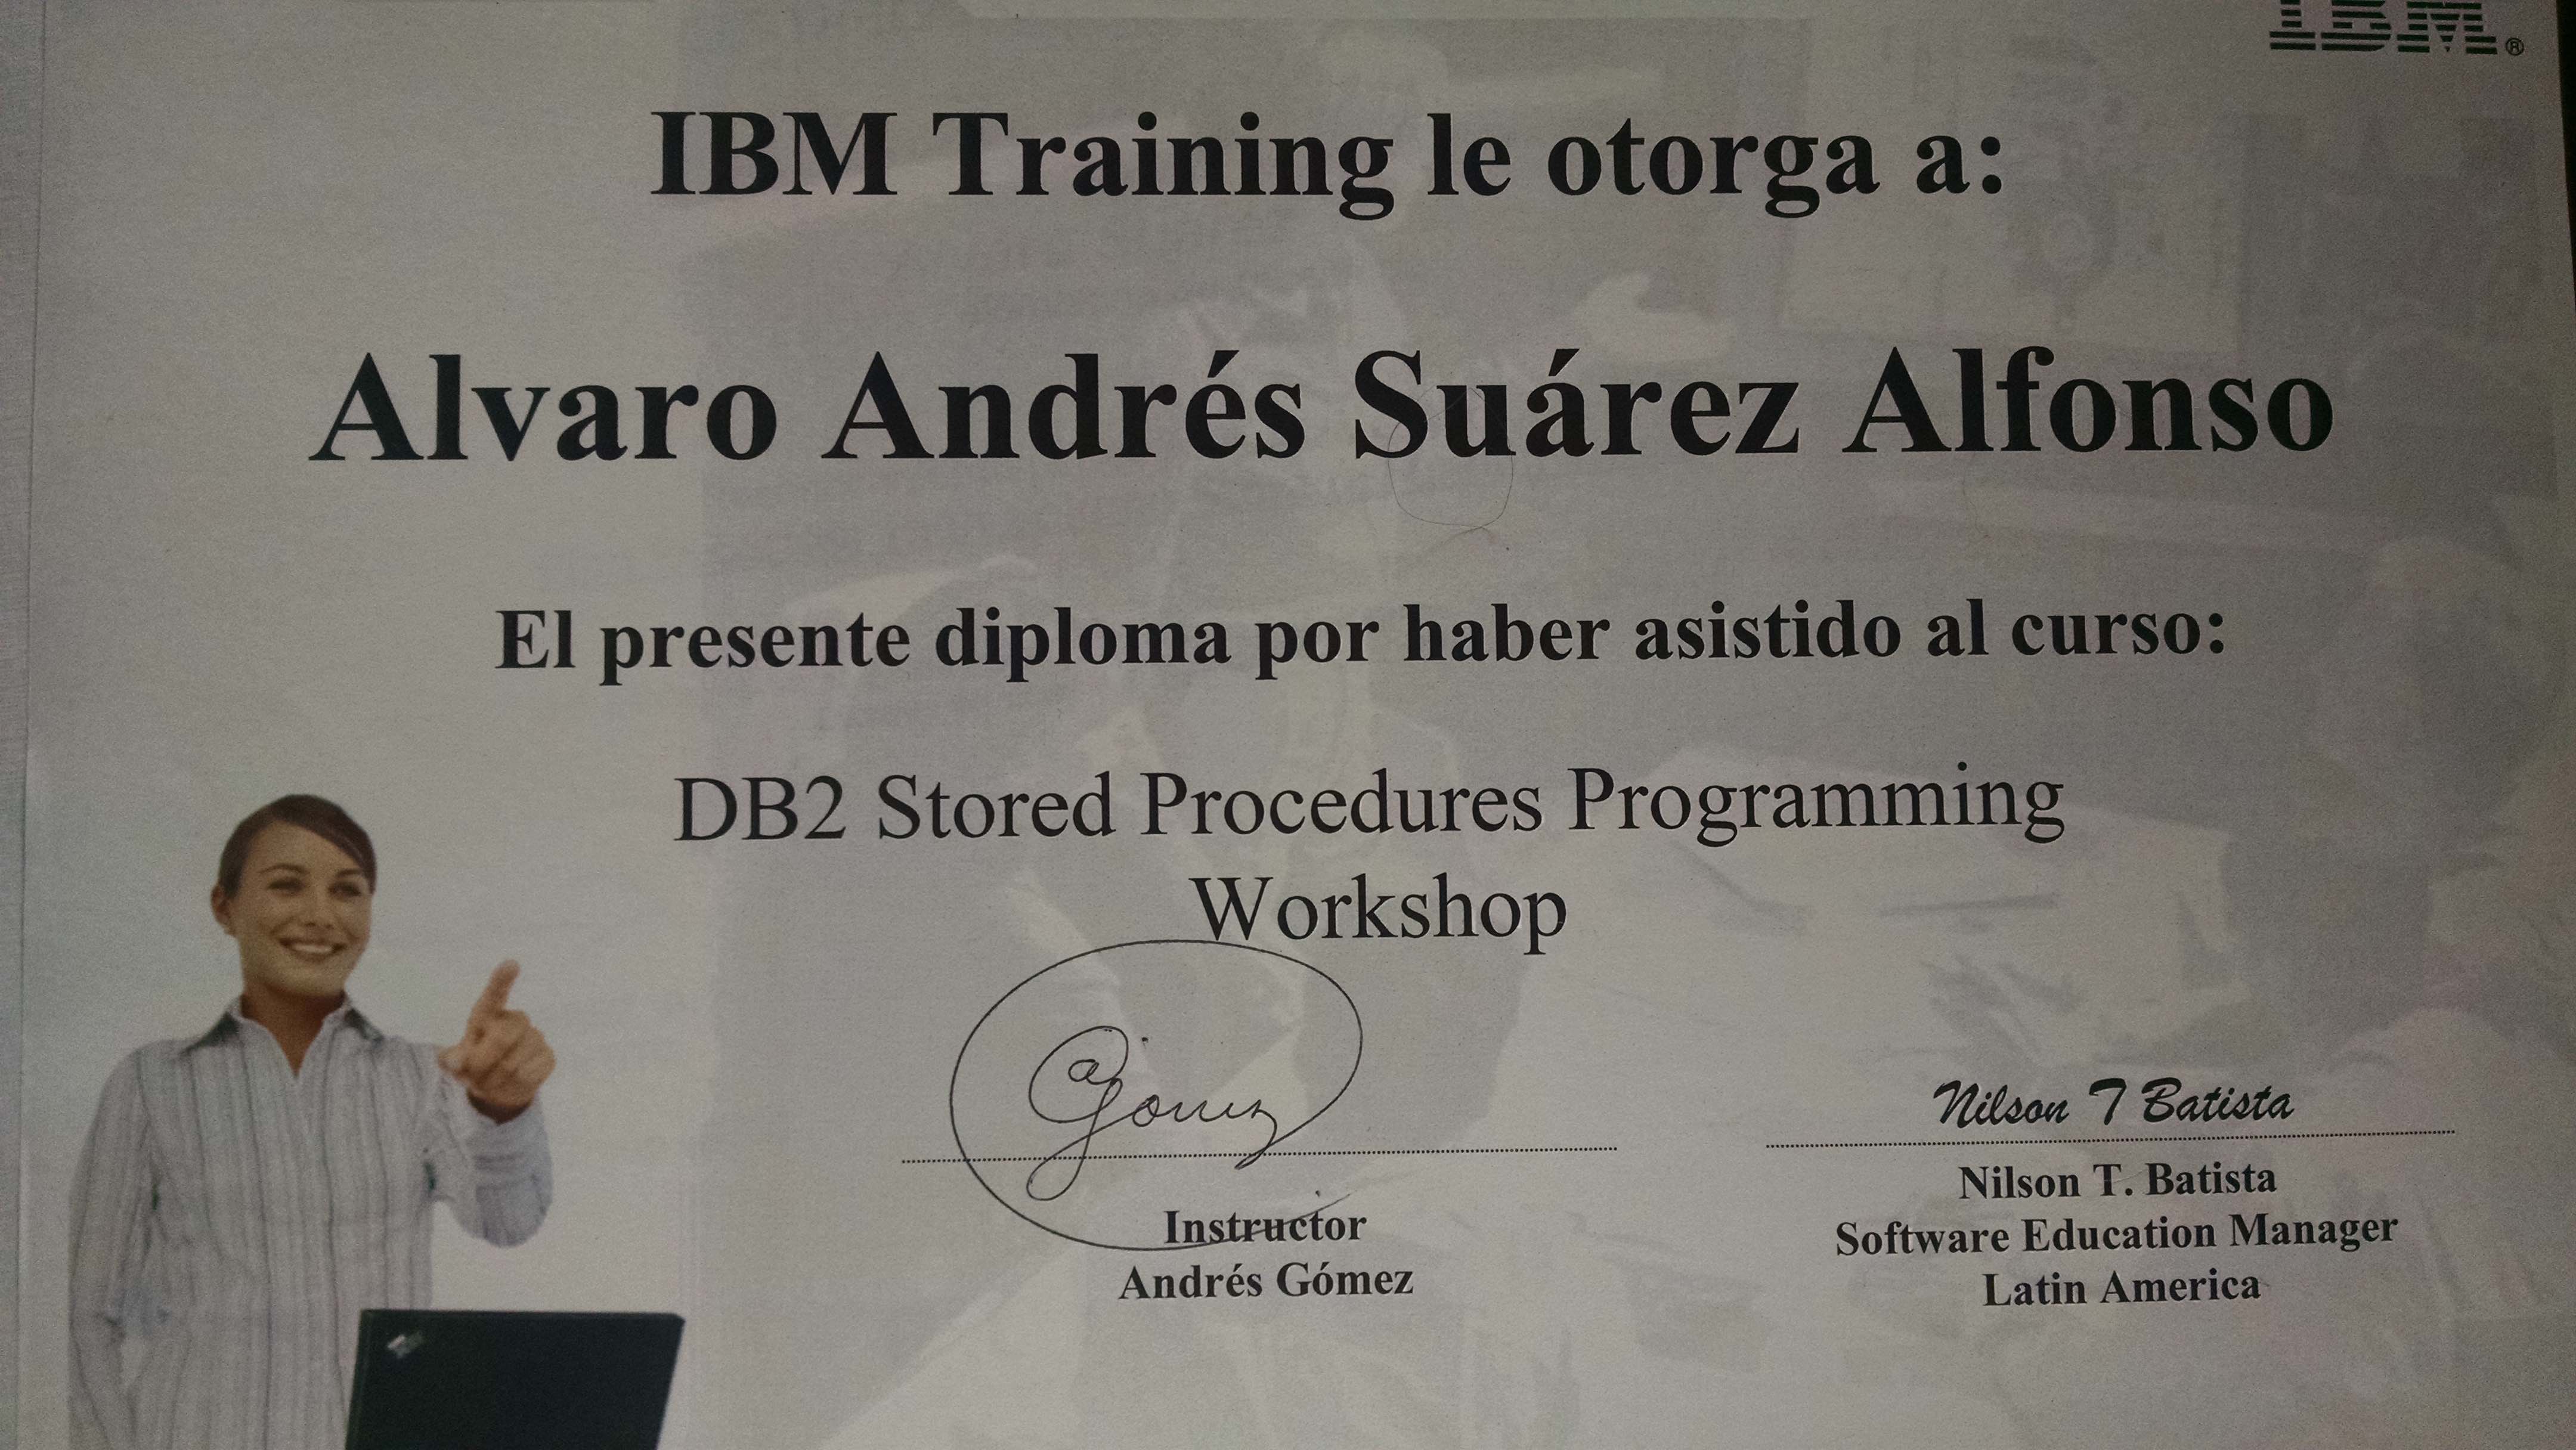 IBM®
IBM Training le otorga a:
Alvaro Andrés Suárez Alfonso
El presente diploma por haber asistido al curso:
DB2 Stored Procedures Programming
Workshop
Gómez
Nilson T Batista
Instructor
Andrés Gómez
Nilson T. Batista
Software Education Manager
Latin America